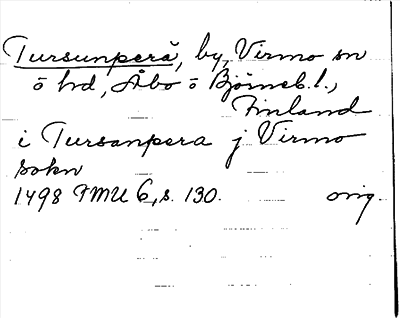 Tursunperä, by, Virmo sn
o hd, Åbo o Björneb. l.,
Finland
i Tursanpera j Virmo
sokn
1498 FMU 6, s. 130. orig.